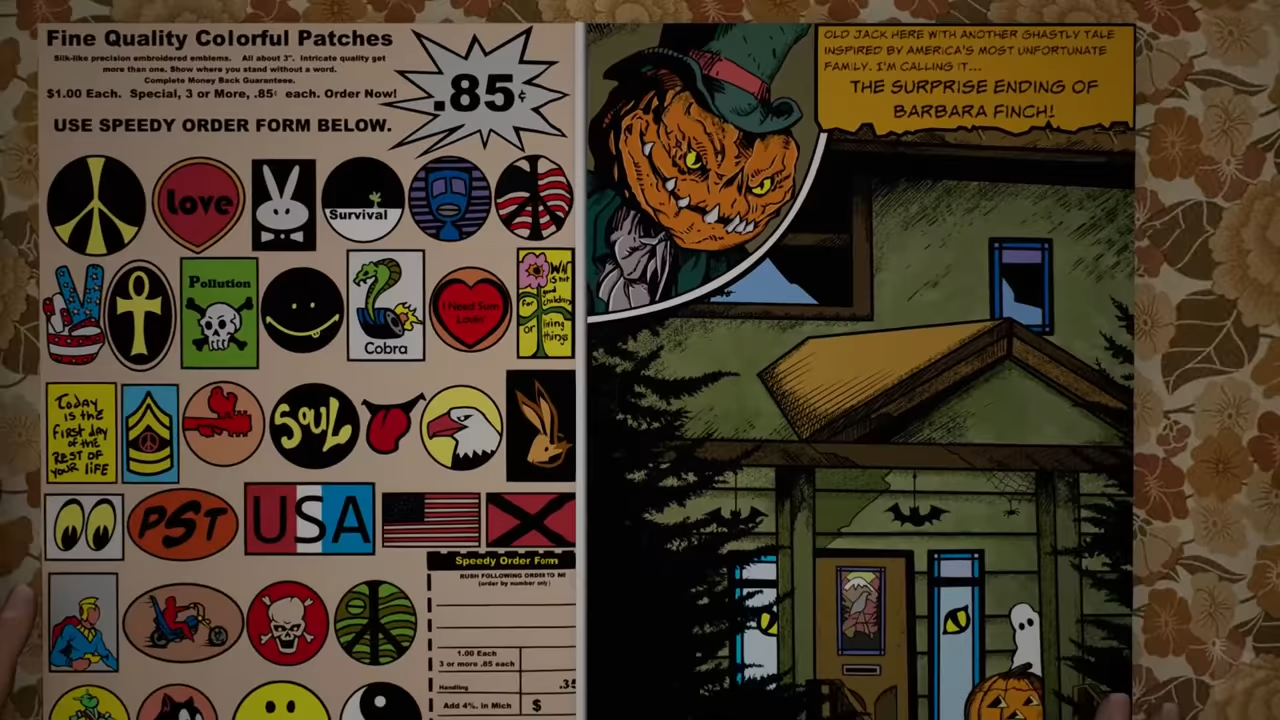 Fine Quality Colorful Patches
Silk-like precision embroidered emblems. All about 3". Intricate quality get
more than one. Show where you stand without a word.
Complete Money Back Guarantee.
$1.00 Each. Special, 3 or More, .85¢ each. Order Now!
.85¢
USE SPEEDY ORDER FORM BELOW.
love
Survival
Pollution
Cobra
I Need Sum
Lovin'
WAR
is not
good
for children
or living
things
Today
is the
first day
of the
REST OF
YOUR LIFE
SOUL
PST
USA
Speedy Order Form
RUSH FOLLOWING ORDER TO ME
(order by number only)
1.00 Each
3 or more .85 each
Handling .35
Add 4%. in Mich $
OLD JACK HERE WITH ANOTHER GHASTLY TALE
INSPIRED BY AMERICA'S MOST UNFORTUNATE
FAMILY. I'M CALLING IT...
THE SURPRISE ENDING OF
BARBARA FINCH!